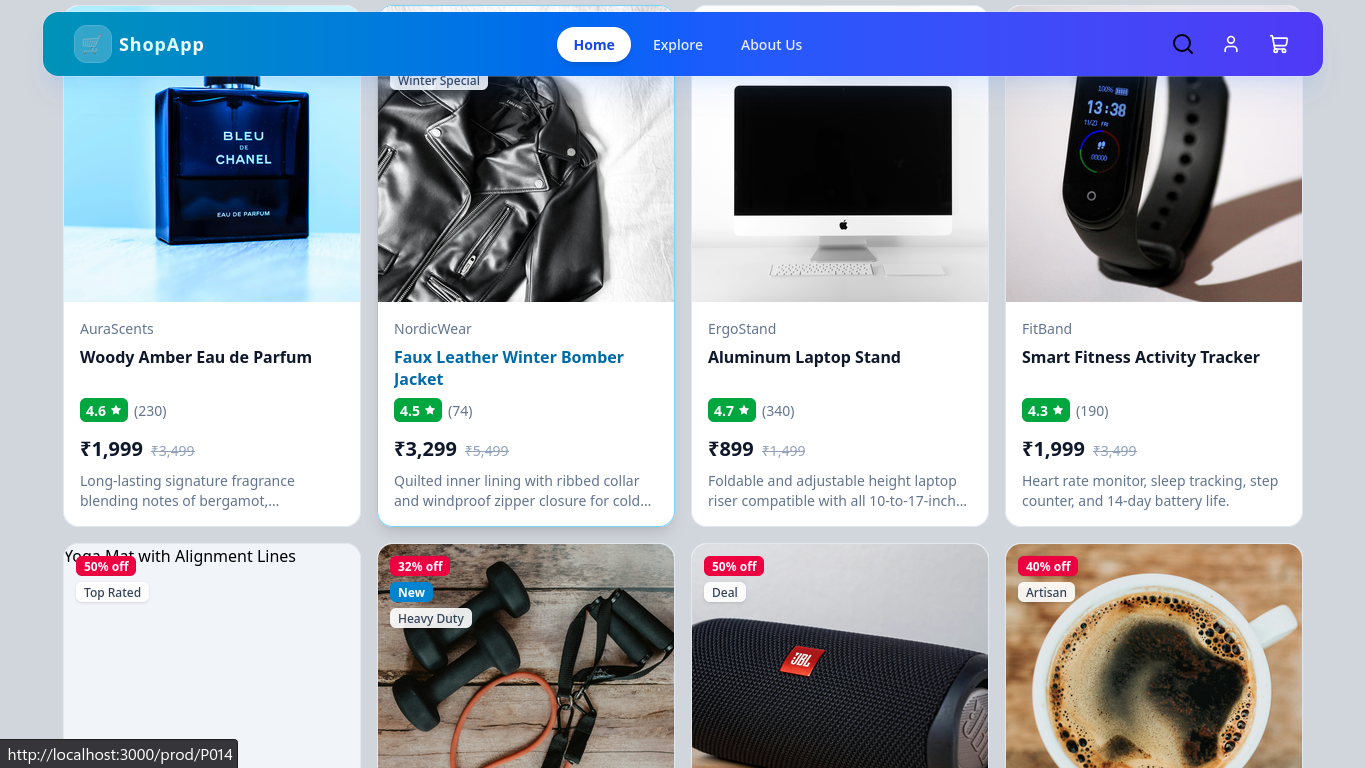 ShopApp
Home
Explore
About Us
Winter Special
BLEU
DE
CHANEL
EAU DE PARFUM
100%
13:38
11/23 FRI
00000
AuraScents
Woody Amber Eau de Parfum
4.6 ★ (230)
₹1,999 ₹3,499
Long-lasting signature fragrance
blending notes of bergamot,...
NordicWear
Faux Leather Winter Bomber
Jacket
4.5 ★ (74)
₹3,299 ₹5,499
Quilted inner lining with ribbed collar
and windproof zipper closure for cold...
ErgoStand
Aluminum Laptop Stand
4.7 ★ (340)
₹899 ₹1,499
Foldable and adjustable height laptop
riser compatible with all 10-to-17-inch...
FitBand
Smart Fitness Activity Tracker
4.3 ★ (190)
₹1,999 ₹3,499
Heart rate monitor, sleep tracking, step
counter, and 14-day battery life.
Yoga Mat with Alignment Lines
50% off
Top Rated
32% off
New
Heavy Duty
50% off
Deal
JBL
40% off
Artisan
http://localhost:3000/prod/P014